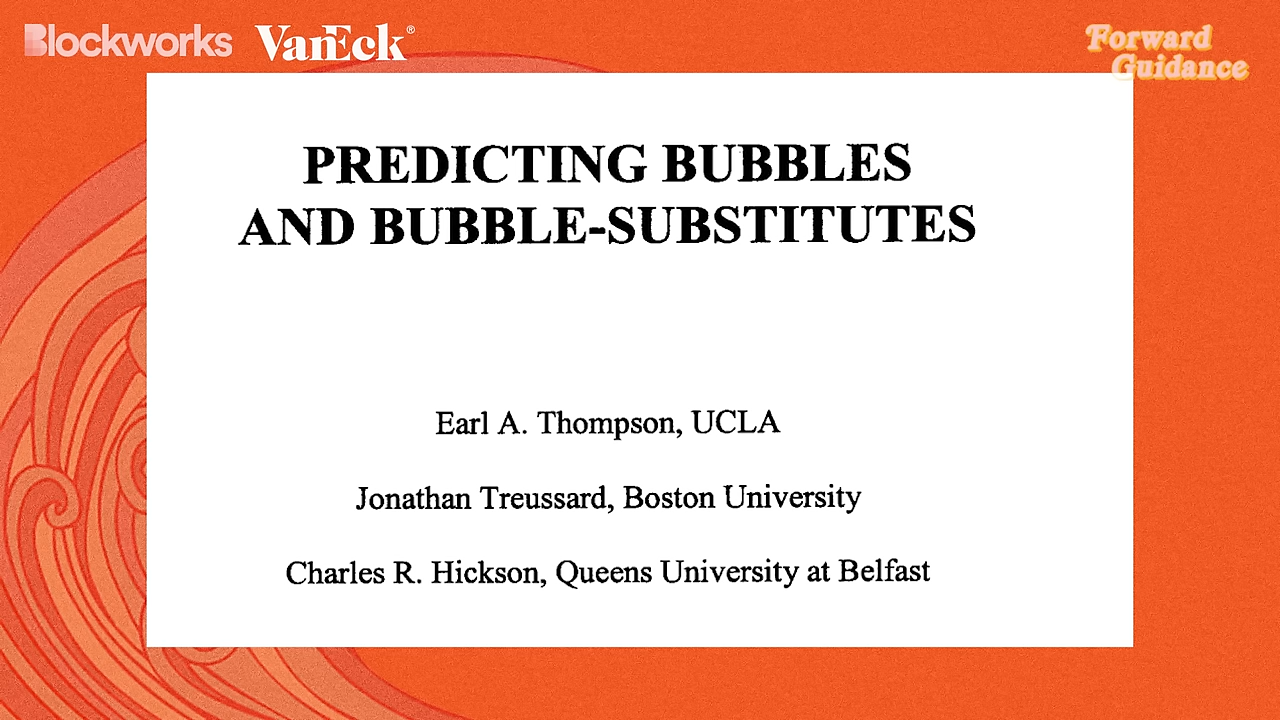 Blockworks VanEck®
Forward
Guidance
PREDICTING BUBBLES
AND BUBBLE-SUBSTITUTES
Earl A. Thompson, UCLA
Jonathan Treussard, Boston University
Charles R. Hickson, Queens University at Belfast